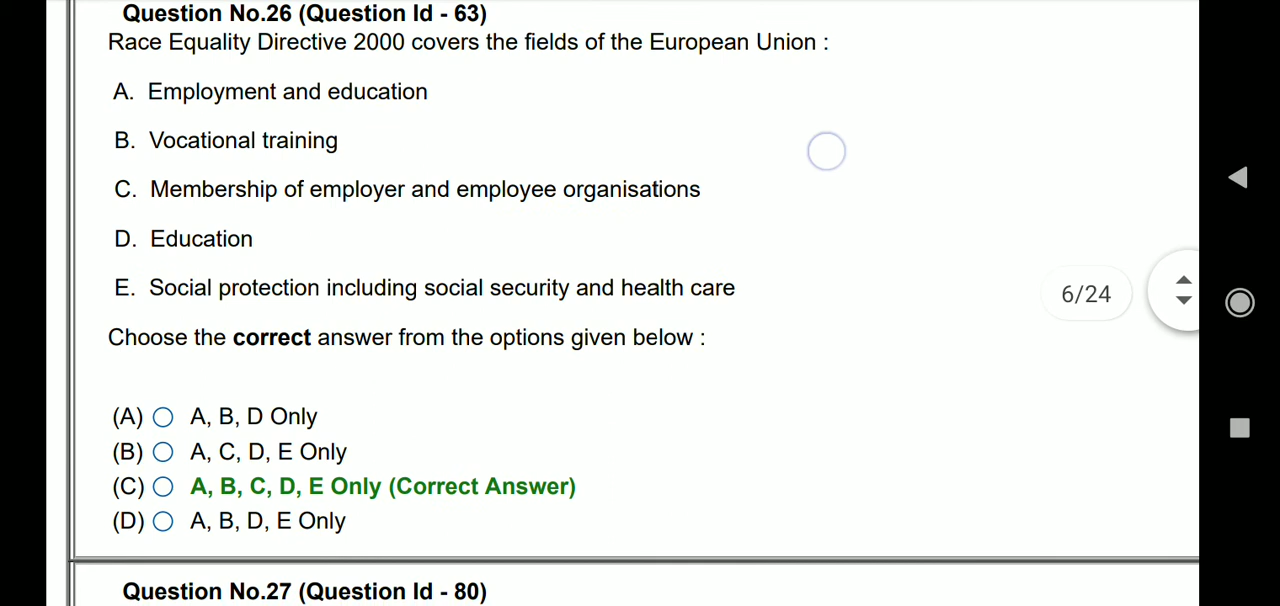 Question No.26 (Question Id - 63)
Race Equality Directive 2000 covers the fields of the European Union :
A. Employment and education
B. Vocational training
C. Membership of employer and employee organisations
D. Education
E. Social protection including social security and health care
6/24
Choose the correct answer from the options given below :
(A) A, B, D Only
(B) A, C, D, E Only
(C) A, B, C, D, E Only (Correct Answer)
(D) A, B, D, E Only
Question No.27 (Question Id - 80)